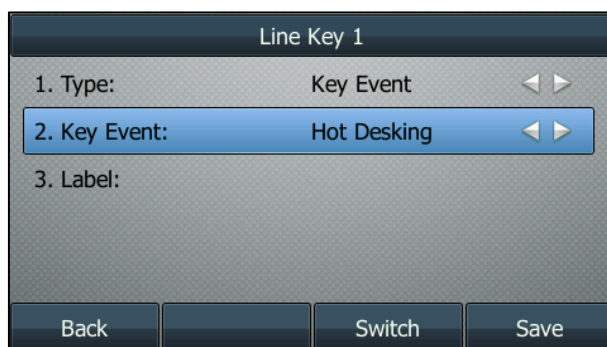 Line Key 1
1. Type: Key Event
2. Key Event: Hot Desking
3. Label:
Back Switch Save